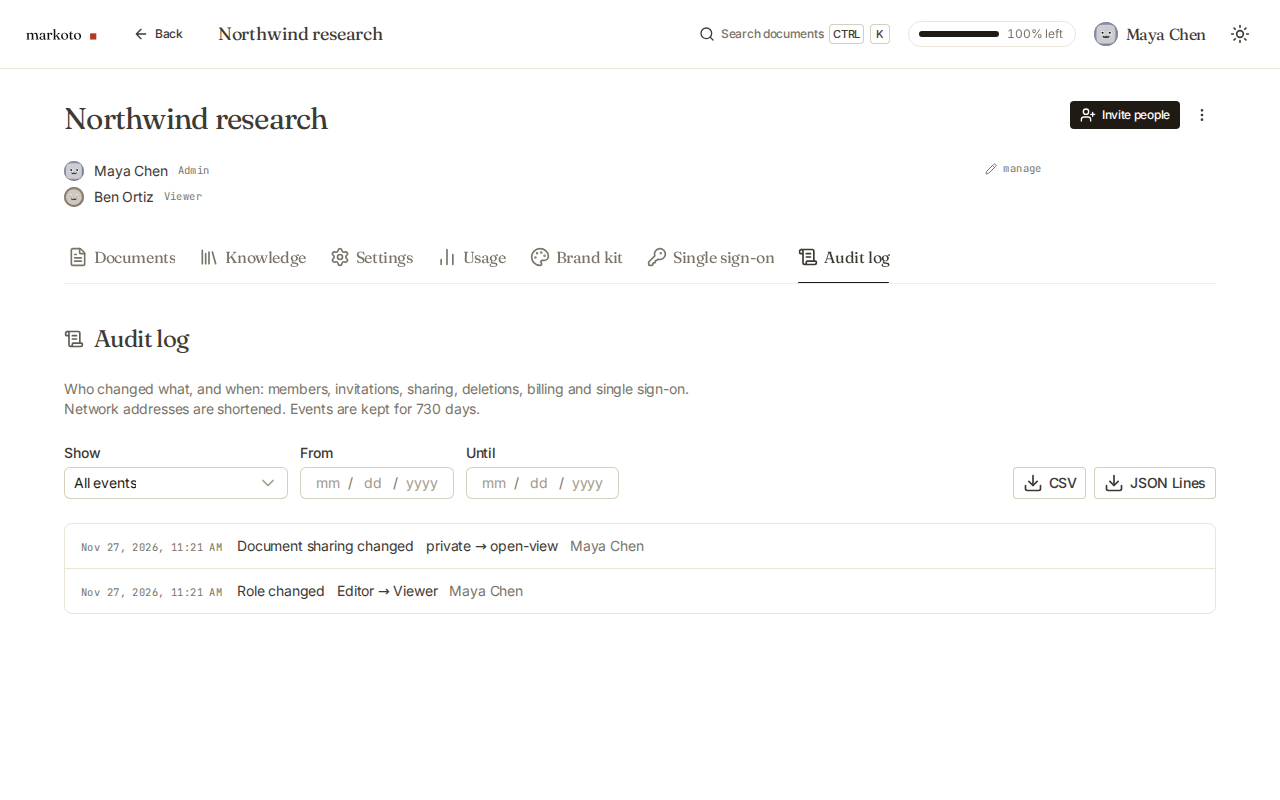 markoto
Back
Northwind research
Search documents CTRL K
100% left
Maya Chen
Northwind research
Invite people
Maya Chen Admin
manage
Ben Ortiz Viewer
Documents
Knowledge
Settings
Usage
Brand kit
Single sign-on
Audit log
Audit log
Who changed what, and when: members, invitations, sharing, deletions, billing and single sign-on.
Network addresses are shortened. Events are kept for 730 days.
Show
From
Until
All events
mm / dd / yyyy
mm / dd / yyyy
CSV
JSON Lines
Nov 27, 2026, 11:21 AM Document sharing changed private → open-view Maya Chen
Nov 27, 2026, 11:21 AM Role changed Editor → Viewer Maya Chen